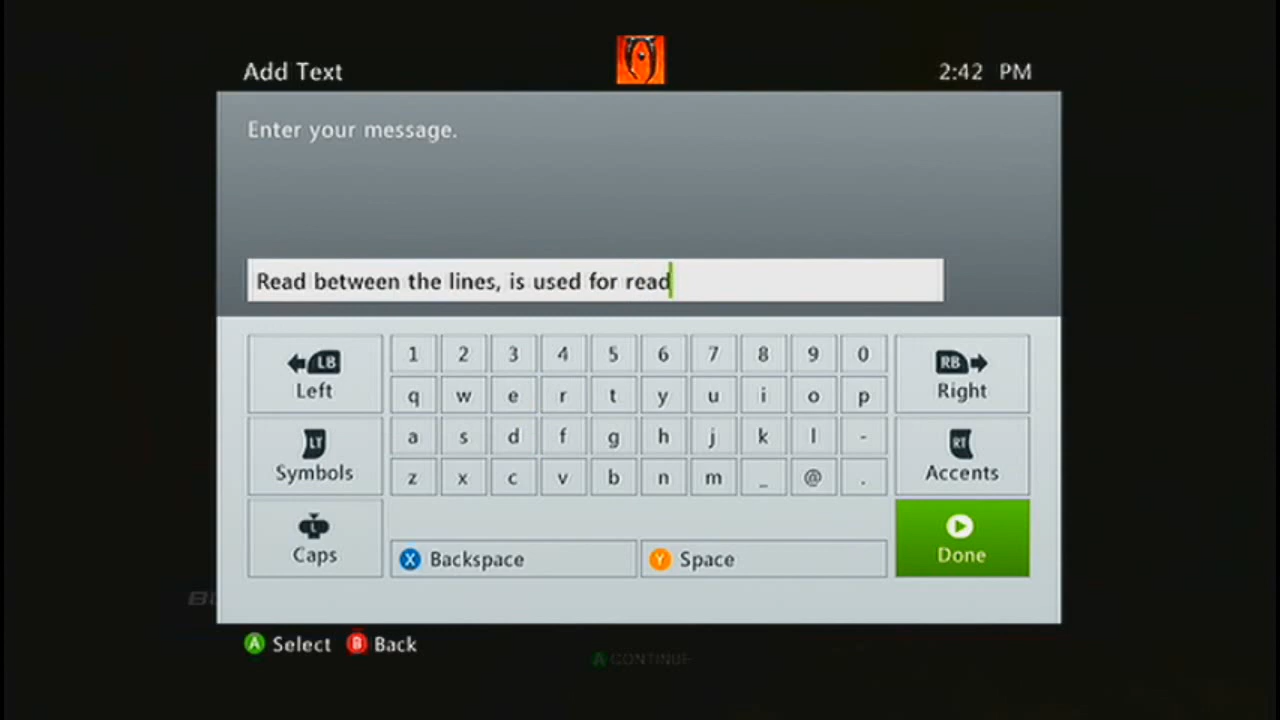 Add Text
2:42 PM
Enter your message.
Read between the lines, is used for read
LB
Left
1 2 3 4 5 6 7 8 9 0
RB
Right
q w e r t y u i o p
LT
Symbols
a s d f g h j k l -
RT
Accents
z x c v b n m _ @ .
L
Caps
X Backspace
Y Space
Done
A Select B Back
A CONTINUE